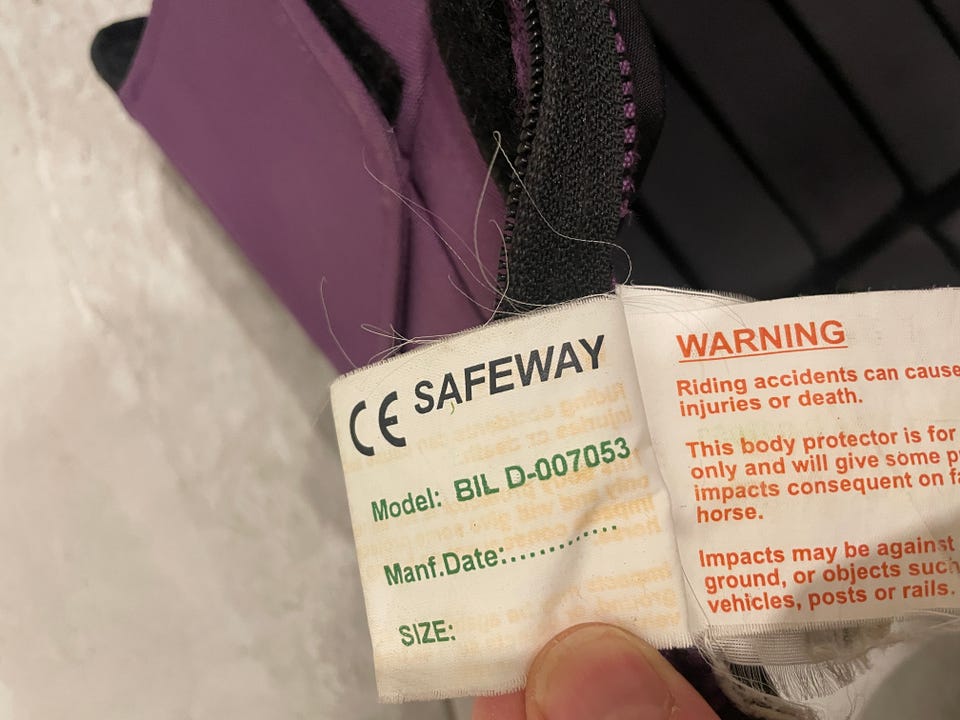 CE SAFEWAY
Model: BIL D-007053
Manf.Date:.............
SIZE:
WARNING
Riding accidents can cause
injuries or death.
This body protector is for
only and will give some
impacts consequent on
horse.
Impacts may be against
ground, or objects such
vehicles, posts or rails.